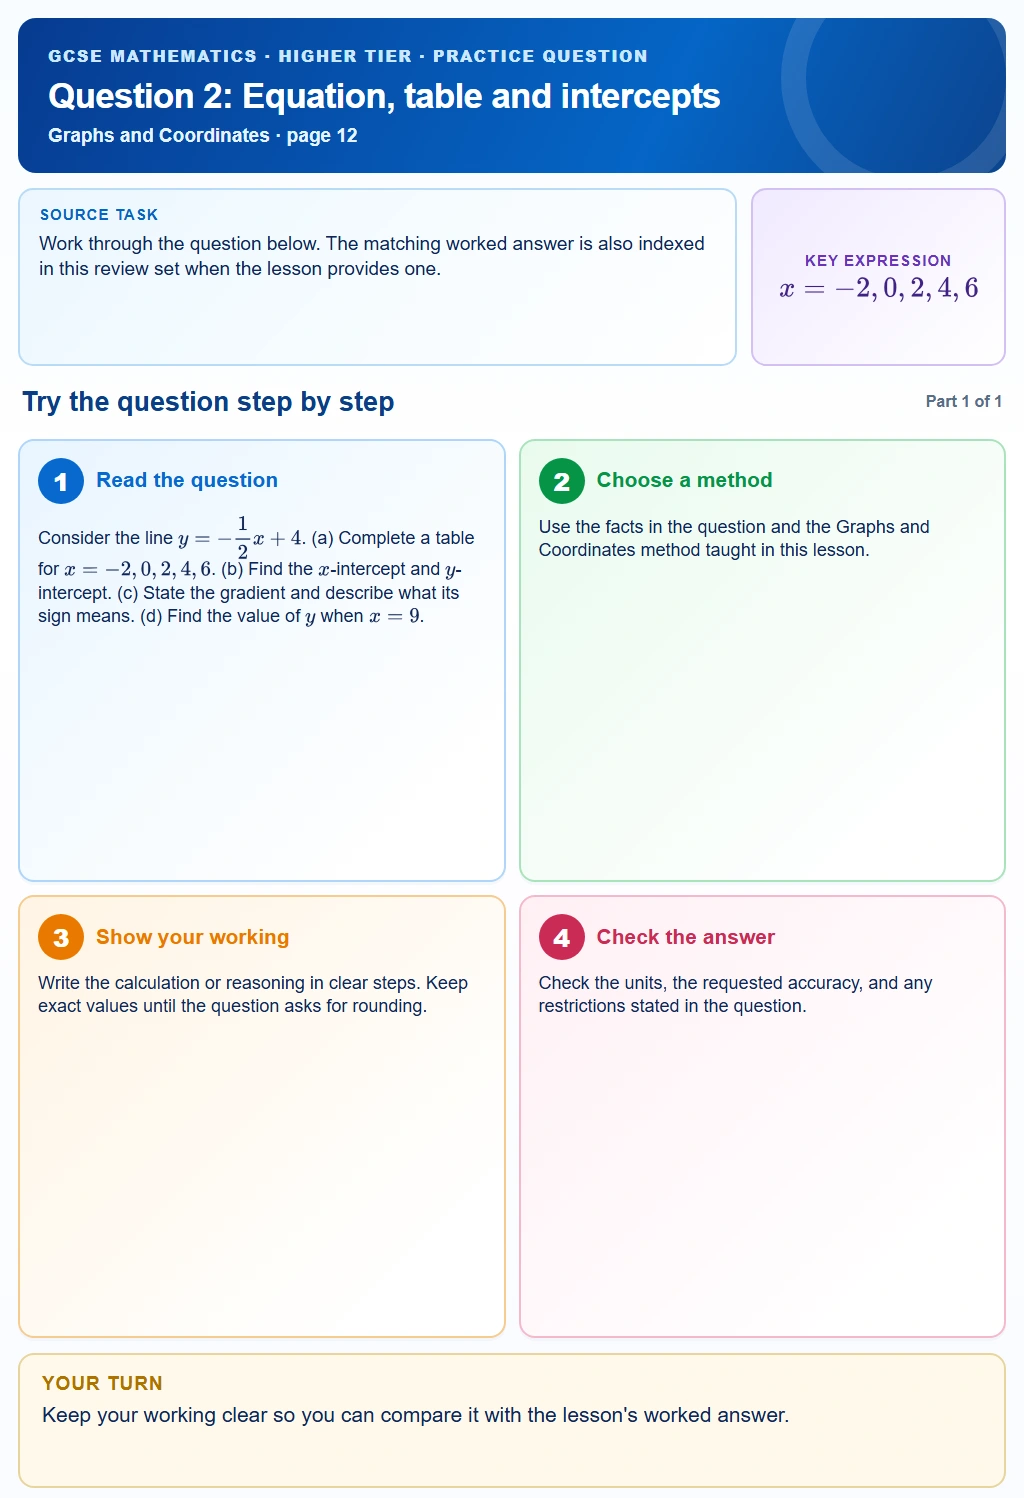 GCSE MATHEMATICS · HIGHER TIER · PRACTICE QUESTION
Question 2: Equation, table and intercepts
Graphs and Coordinates · page 12
SOURCE TASK
Work through the question below. The matching worked answer is also indexed
in this review set when the lesson provides one.
KEY EXPRESSION
x = −2, 0, 2, 4, 6
Try the question step by step
Part 1 of 1
1 Read the question
Consider the line y = −1/2x + 4. (a) Complete a table
for x = −2, 0, 2, 4, 6. (b) Find the x-intercept and y-
intercept. (c) State the gradient and describe what its
sign means. (d) Find the value of y when x = 9.
2 Choose a method
Use the facts in the question and the Graphs and
Coordinates method taught in this lesson.
3 Show your working
Write the calculation or reasoning in clear steps. Keep
exact values until the question asks for rounding.
4 Check the answer
Check the units, the requested accuracy, and any
restrictions stated in the question.
YOUR TURN
Keep your working clear so you can compare it with the lesson's worked answer.